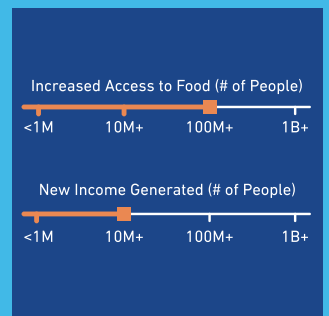 Increased Access to Food (# of People)
<1M 10M+ 100M+ 1B+
New Income Generated (# of People)
<1M 10M+ 100M+ 1B+